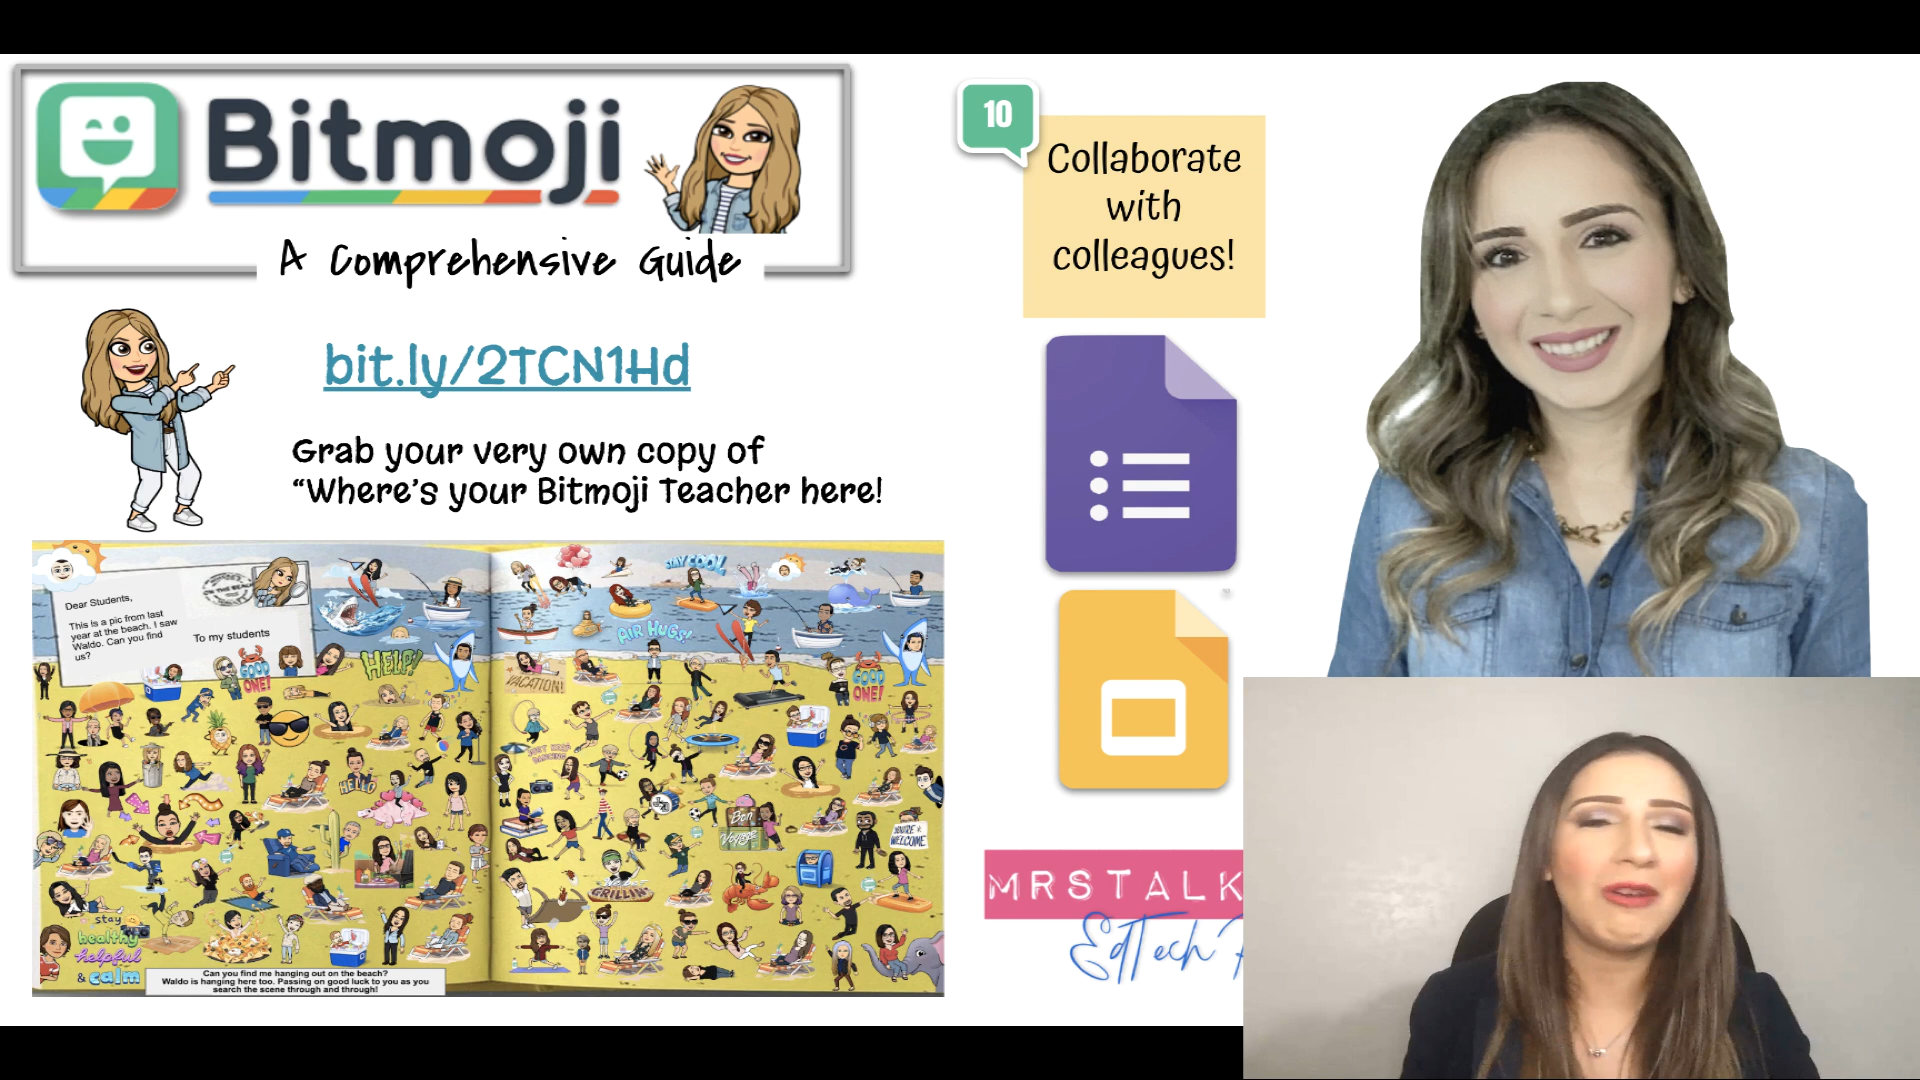 Bitmoji
A Comprehensive Guide
bit.ly/2TCN1Hd
Grab your very own copy of
“Where’s your Bitmoji Teacher here!
Dear Students,
This is a pic from last
year at the beach. I saw
Waldo. Can you find
us?
To my students
HELP!
GOOD
ONE!
STAY COOL
AIR HUGS!
VACATION!
GOOD
ONE!
HELLO
Bon
Voyage
YOU'RE
WELCOME
GRILLIN'
stay
healthy
helpful
& calm
Can you find me hanging out on the beach?
Waldo is hanging here too. Passing on good luck to you as you
search the scene through and through!
10
Collaborate
with
colleagues!
MRSTALK
EdTech